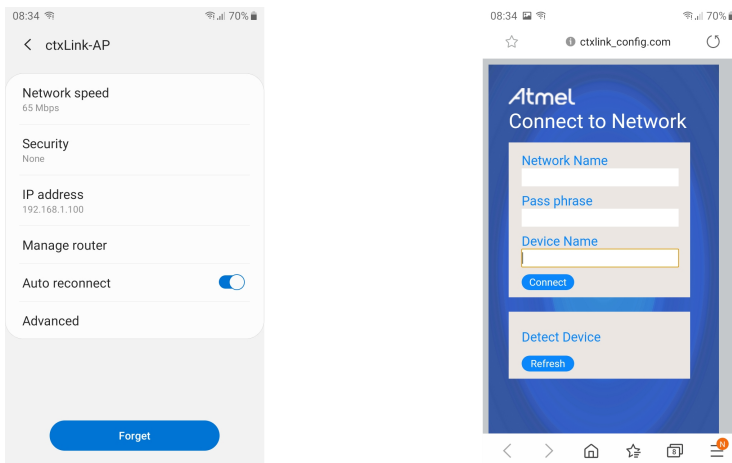 08:34 70%
ctxLink-AP
Network speed
65 Mbps
Security
None
IP address
192.168.1.100
Manage router
Auto reconnect
Advanced
Forget
08:34 70%
ctxlink_config.com
Atmel
Connect to Network
Network Name
Pass phrase
Device Name
Connect
Detect Device
Refresh
8
N